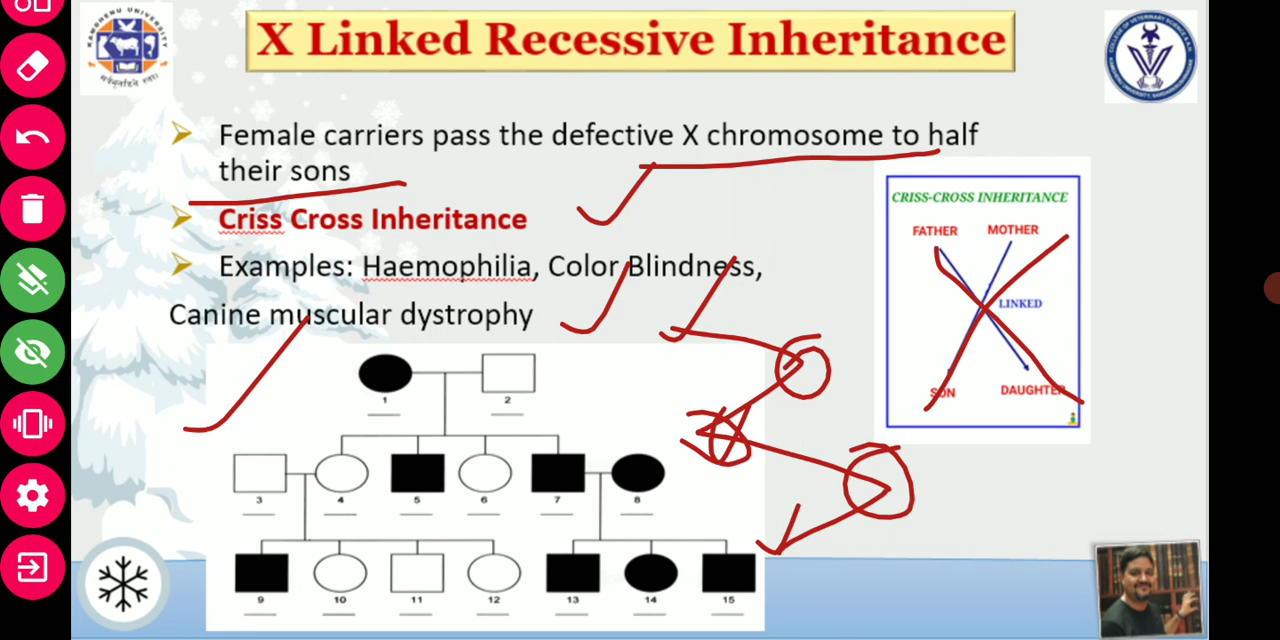 KAMDHENU UNIVERSITY
X Linked Recessive Inheritance
Female carriers pass the defective X chromosome to half
their sons
Criss Cross Inheritance
Examples: Haemophilia, Color Blindness,
Canine muscular dystrophy
CRISS-CROSS INHERITANCE
FATHER MOTHER
LINKED
SON DAUGHTER
1 2
3 4 5 6 7 8
9 10 11 12 13 14 15